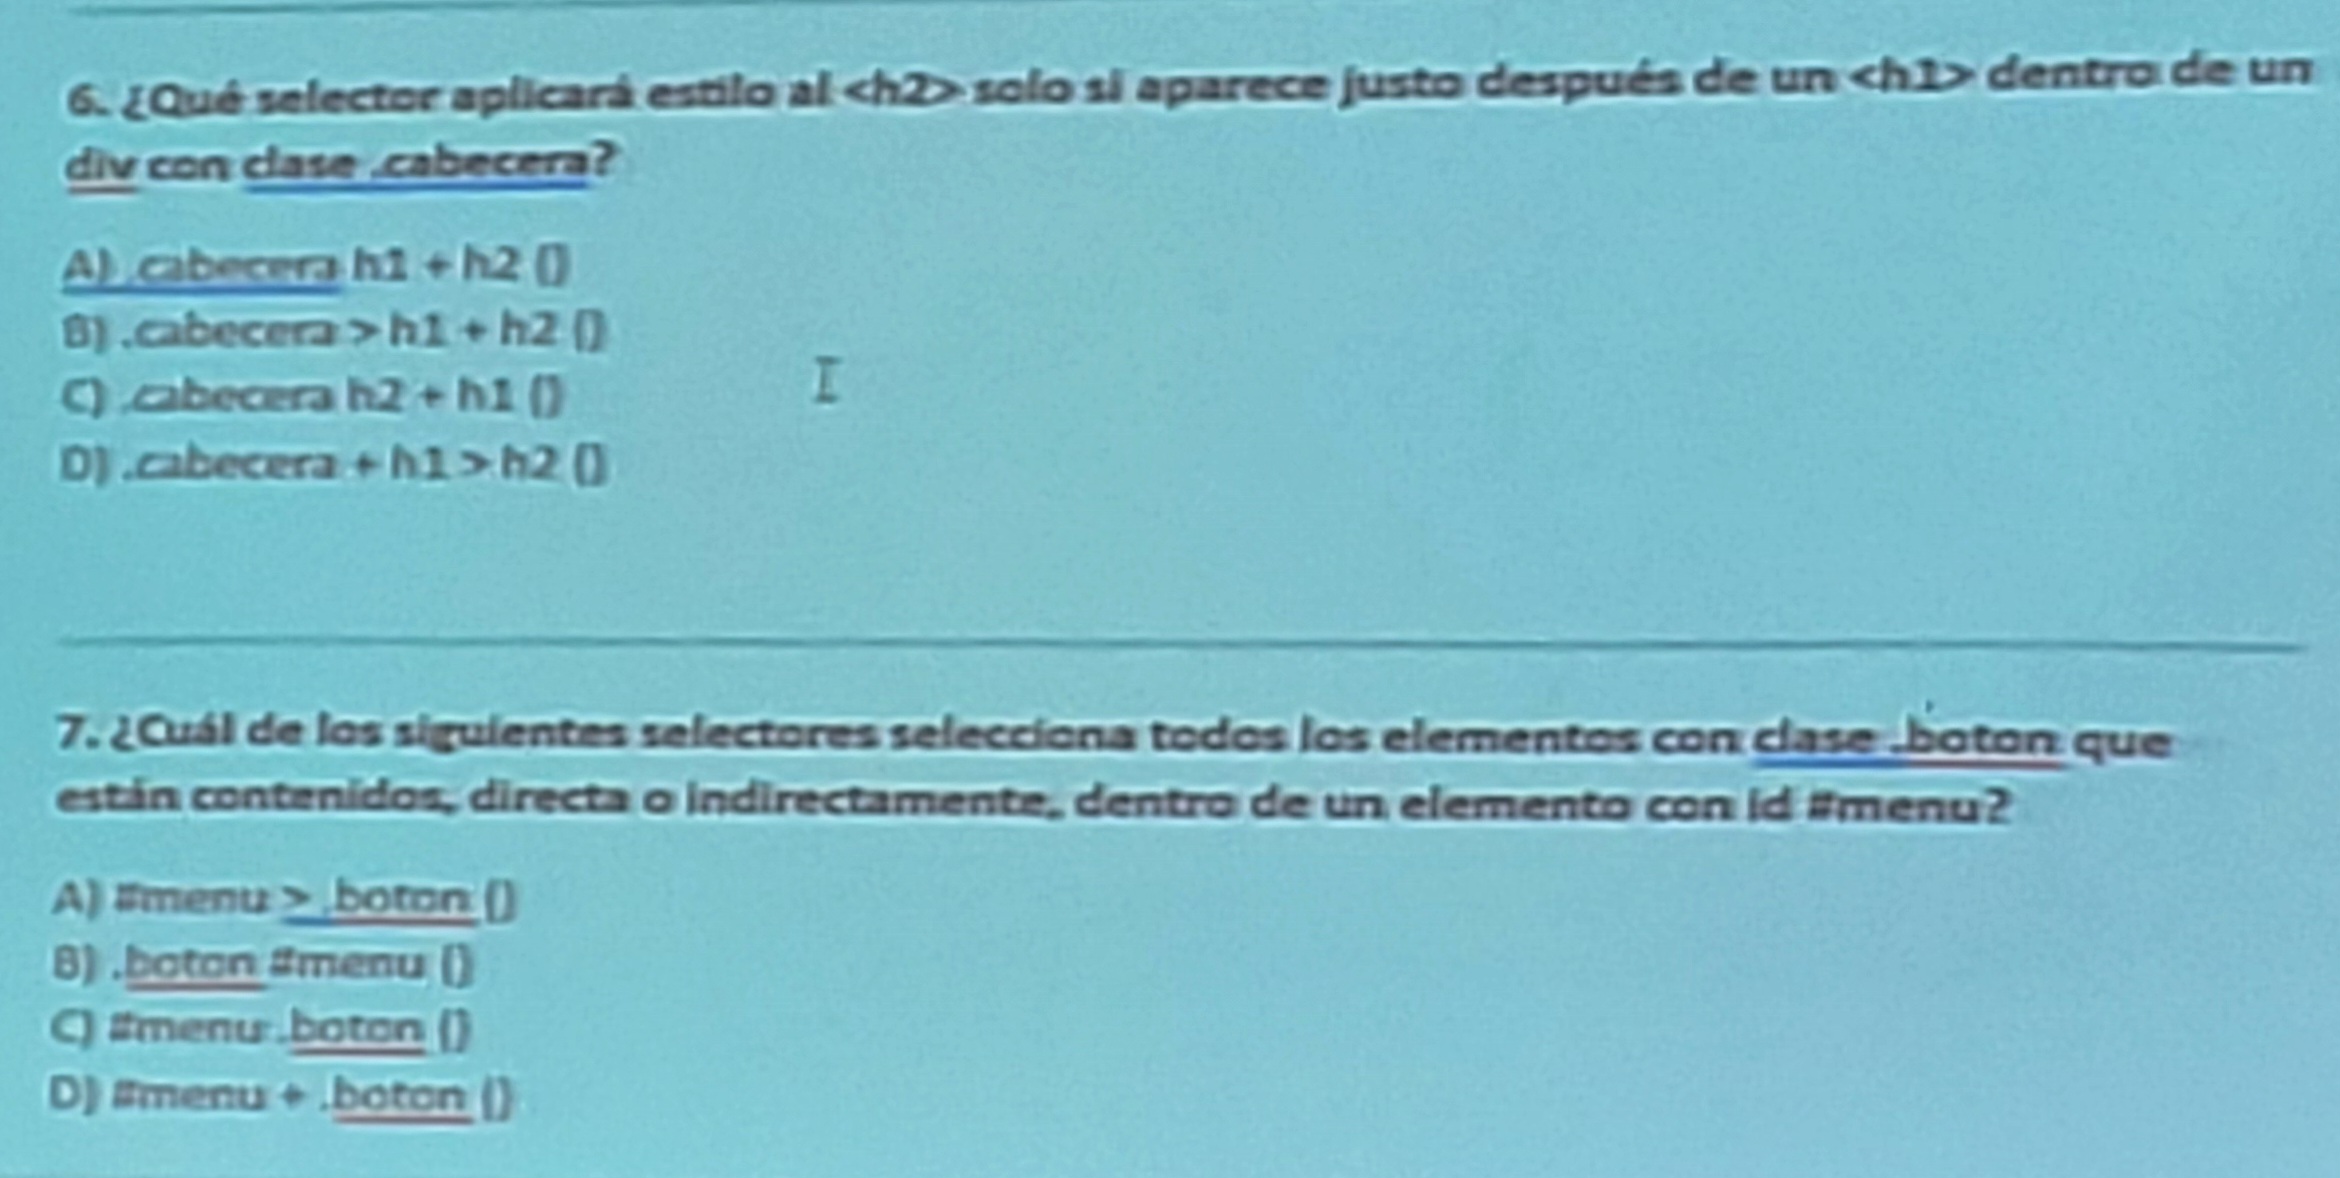 6. ¿Qué selector aplicará estilo al <h2> solo si aparece justo después de un <h1> dentro de un
div con clase .cabecera?
A) .cabecera h1 + h2 {}
B) .cabecera > h1 + h2 {}
C) .cabecera h2 + h1 {}
D) .cabecera + h1 > h2 {}
7. ¿Cuál de los siguientes selectores selecciona todos los elementos con clase .boton que
están contenidos, directa o indirectamente, dentro de un elemento con id #menu?
A) #menu > .boton {}
B) .boton #menu {}
C) #menu .boton {}
D) #menu + .boton {}